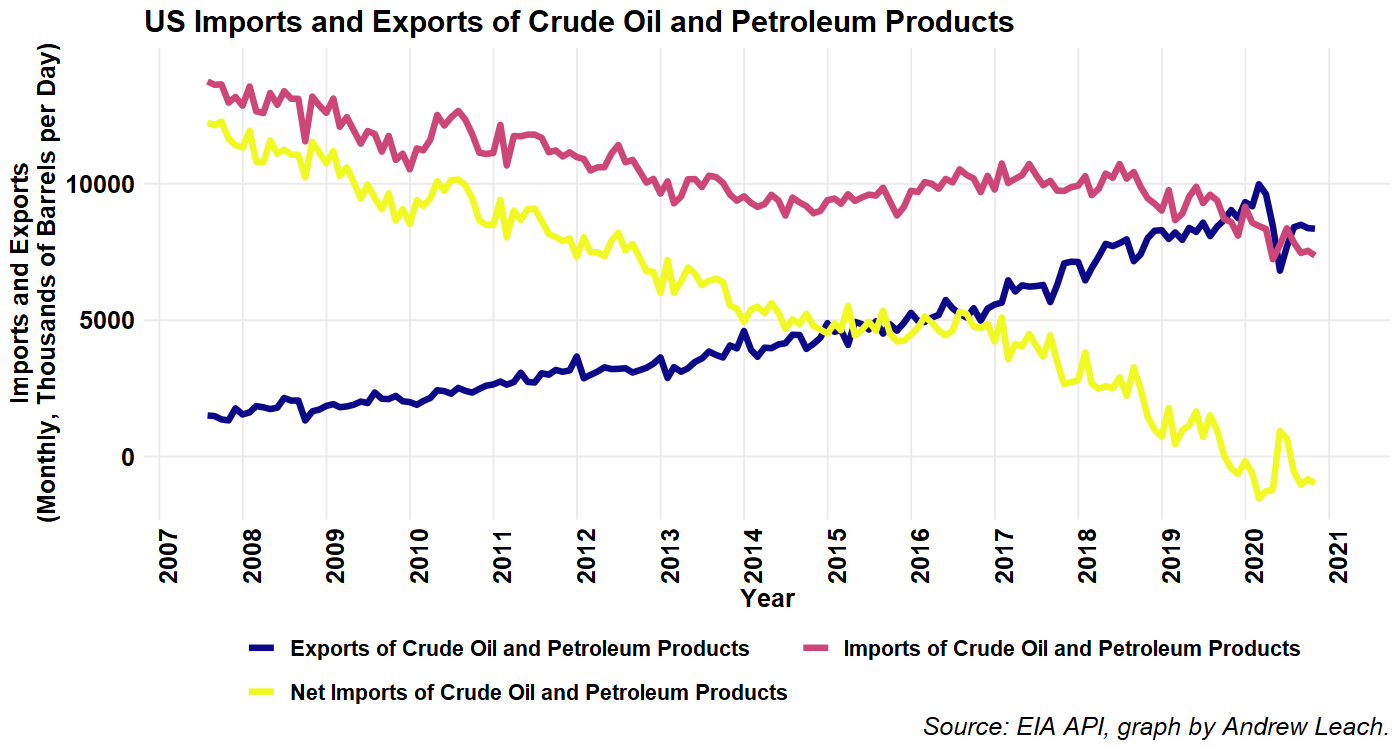 US Imports and Exports of Crude Oil and Petroleum Products
Imports and Exports
(Monthly, Thousands of Barrels per Day)
10000
5000
0
2007
2008
2009
2010
2011
2012
2013
2014
2015
2016
2017
2018
2019
2020
2021
Year
Exports of Crude Oil and Petroleum Products
Imports of Crude Oil and Petroleum Products
Net Imports of Crude Oil and Petroleum Products
Source: EIA API, graph by Andrew Leach.